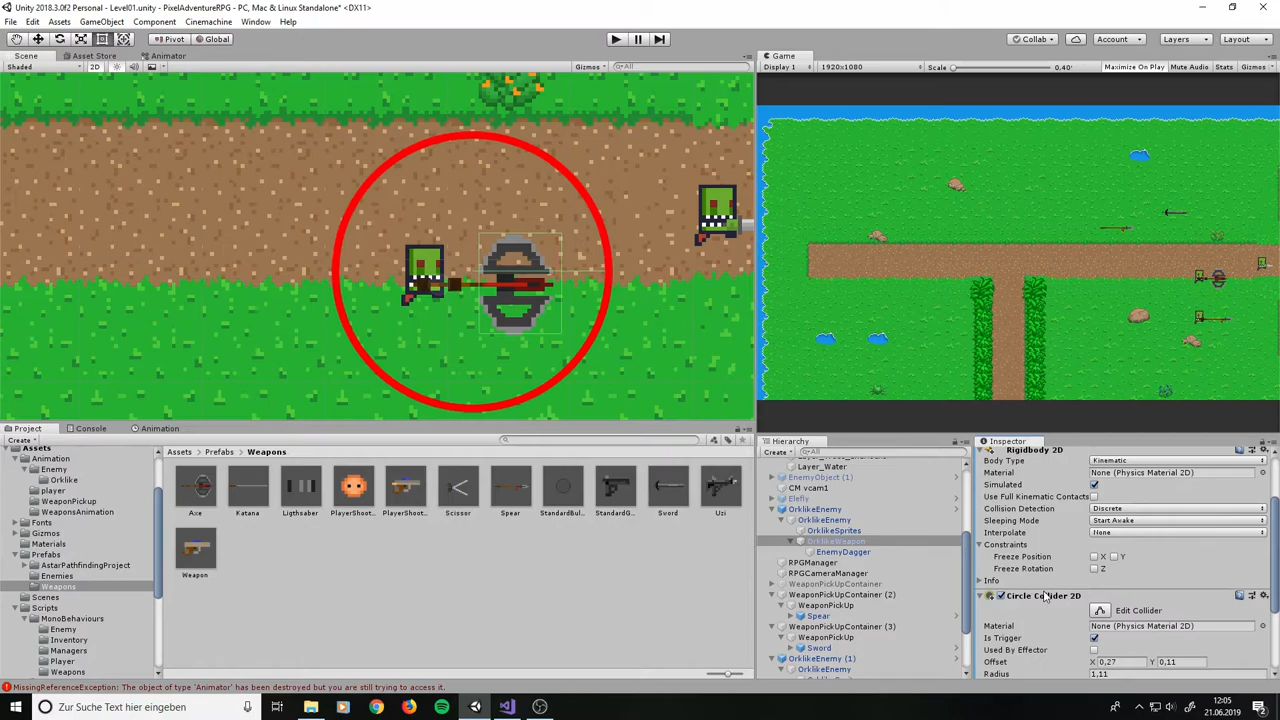 Unity 2018.3.0f2 Personal - Level01.unity - PixelAdventureRPG - PC, Mac & Linux Standalone* <DX11>
File Edit Assets GameObject Component Cinemachine Window Help
Pivot Global Collab Account Layers Layout
Scene Asset Store Animator
Shaded 2D Gizmos All
Game
Display 1 1920x1080 Scale 0,40' Maximize On Play Mute Audio Stats Gizmos
Project Console Animation
Create
Assets
Animation
Enemy
Orklike
player
WeaponPickup
WeaponsAnimation
Fonts
Gizmos
Materials
Prefabs
AstarPathfindingProject
Enemies
Weapons
Scenes
Scripts
MonoBehaviours
Enemy
Inventory
Managers
Player
Weapons
Assets Prefabs Weapons
Axe Katana Ligthsaber PlayerShoot... PlayerShoot... Scissor Spear StandardBul... StandardG... Sword Uzi
Weapon
Hierarchy
Create All
Layer_Water
EnemyObject (1)
CM vcam1
Elefly
OrklikeEnemy
OrklikeEnemy
OrklikeSprites
OrklikeWeapon
EnemyDagger
RPGManager
RPGCameraManager
WeaponPickUpContainer
WeaponPickUpContainer (2)
WeaponPickUp
Spear
WeaponPickUpContainer (3)
WeaponPickUp
Sword
OrklikeEnemy (1)
OrklikeEnemy
Inspector
Rigidbody 2D
Body Type Kinematic
Material None (Physics Material 2D)
Simulated
Use Full Kinematic Contacts
Collision Detection Discrete
Sleeping Mode Start Awake
Interpolate None
Constraints
Freeze Position X Y
Freeze Rotation Z
Info
Circle Collider 2D
Edit Collider
Material None (Physics Material 2D)
Is Trigger
Used By Effector
Offset X 0,27 Y 0,11
Radius 1,11
MissingReferenceException: The object of type 'Animator' has been destroyed but you are still trying to access it.
Zur Suche Text hier eingeben
12:05
21.06.2019